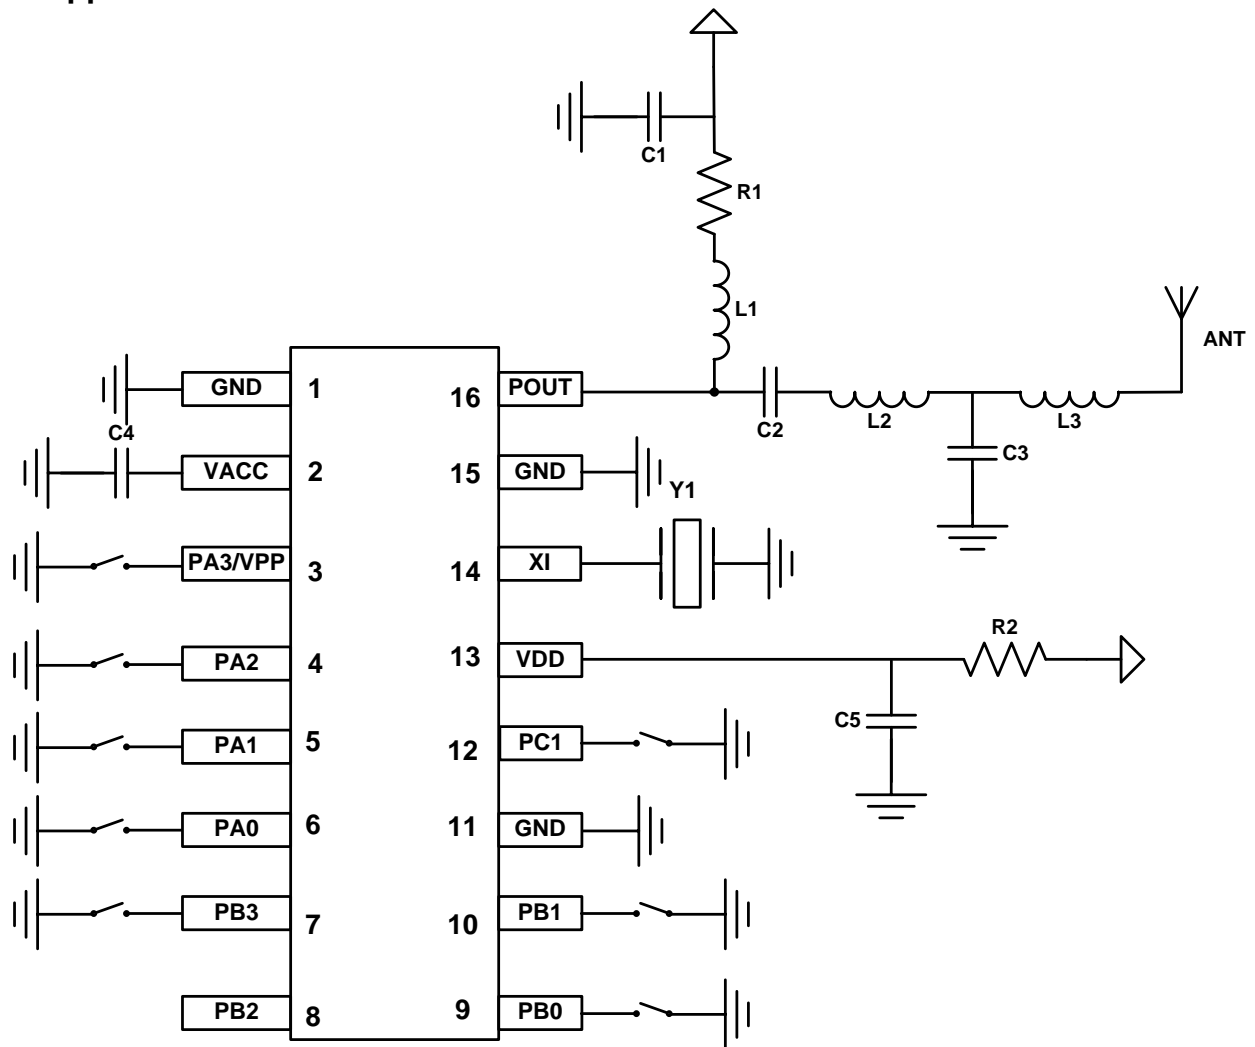 C1
R1
L1
ANT
GND 1
16 POUT
C2
L2
L3
C4
C3
VACC 2
15 GND
Y1
PA3/VPP 3
14 XI
R2
PA2 4
13 VDD
C5
PA1 5
12 PC1
PA0 6
11 GND
PB3 7
10 PB1
PB2 8
9 PB0